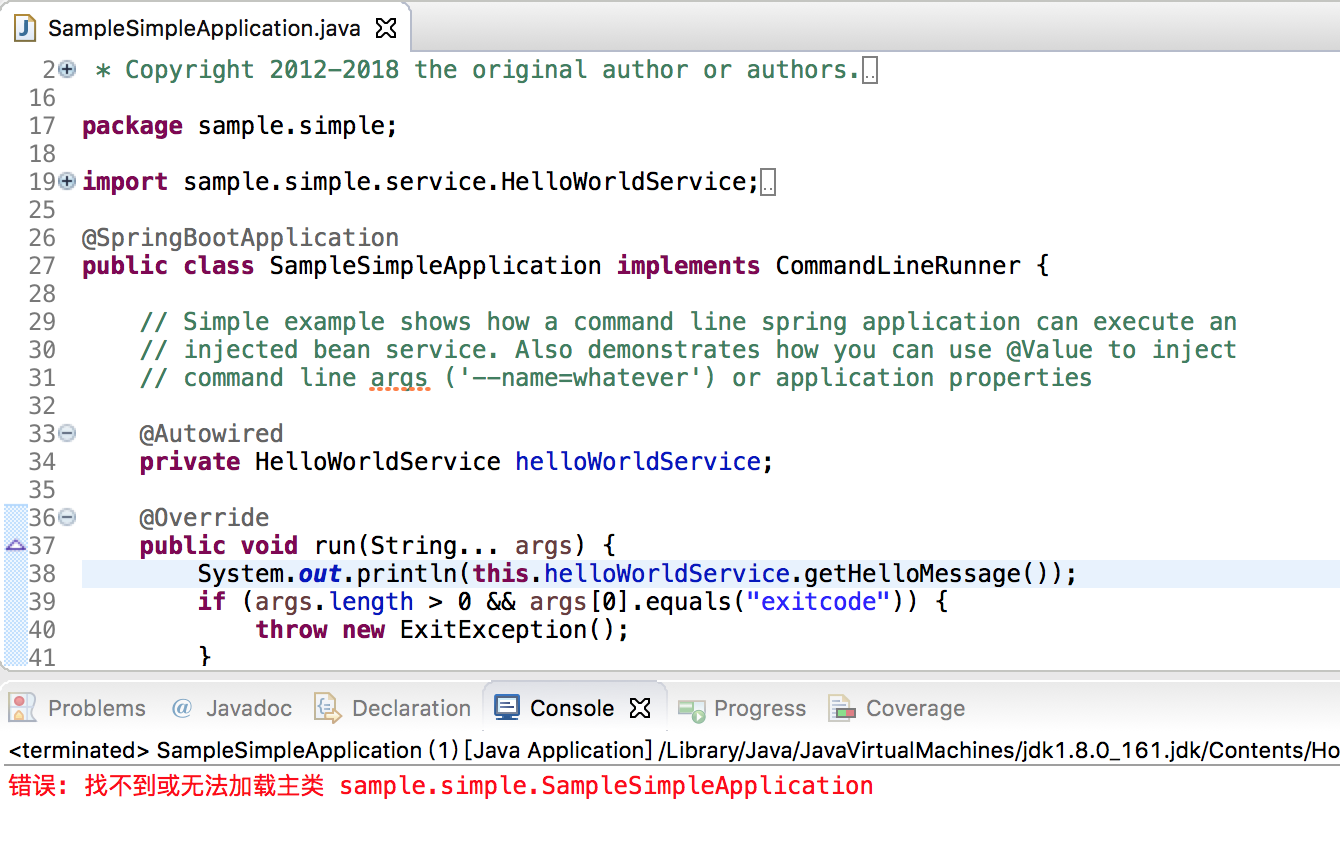 SampleSimpleApplication.java
2 * Copyright 2012-2018 the original author or authors...
16
17 package sample.simple;
18
19 import sample.simple.service.HelloWorldService;..
25
26 @SpringBootApplication
27 public class SampleSimpleApplication implements CommandLineRunner {
28
29 // Simple example shows how a command line spring application can execute an
30 // injected bean service. Also demonstrates how you can use @Value to inject
31 // command line args ('--name=whatever') or application properties
32
33 @Autowired
34 private HelloWorldService helloWorldService;
35
36 @Override
37 public void run(String... args) {
38 System.out.println(this.helloWorldService.getHelloMessage());
39 if (args.length > 0 && args[0].equals("exitcode")) {
40 throw new ExitException();
41 }
Problems @ Javadoc Declaration Console Progress Coverage
<terminated> SampleSimpleApplication (1) [Java Application] /Library/Java/JavaVirtualMachines/jdk1.8.0_161.jdk/Contents/Ho
错误: 找不到或无法加载主类 sample.simple.SampleSimpleApplication